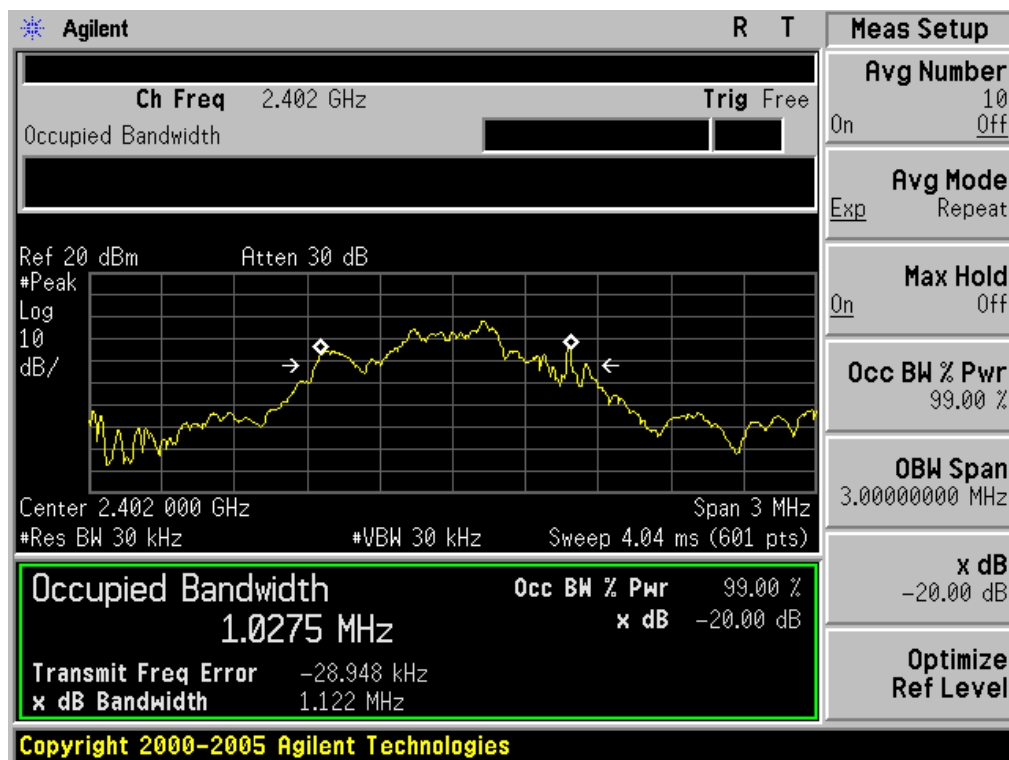 Agilent R T
Ch Freq 2.402 GHz Trig Free
Occupied Bandwidth
Ref 20 dBm Atten 30 dB
#Peak
Log
10
dB/
Center 2.402 000 GHz Span 3 MHz
#Res BW 30 kHz #VBW 30 kHz Sweep 4.04 ms (601 pts)
Occupied Bandwidth Occ BW % Pwr 99.00 %
1.0275 MHz x dB -20.00 dB
Transmit Freq Error -28.948 kHz
x dB Bandwidth 1.122 MHz
Copyright 2000-2005 Agilent Technologies
Meas Setup
Avg Number
10
On Off
Avg Mode
Exp Repeat
Max Hold
On Off
Occ BW % Pwr
99.00 %
OBW Span
3.00000000 MHz
x dB
-20.00 dB
Optimize
Ref Level